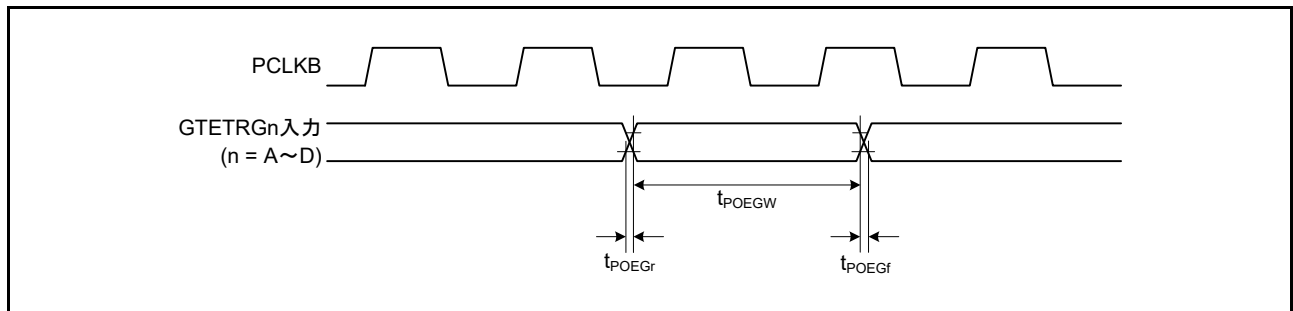 PCLKB
GTETRGn入力
(n = A～D)
tPOEGW
tPOEGr
tPOEGf